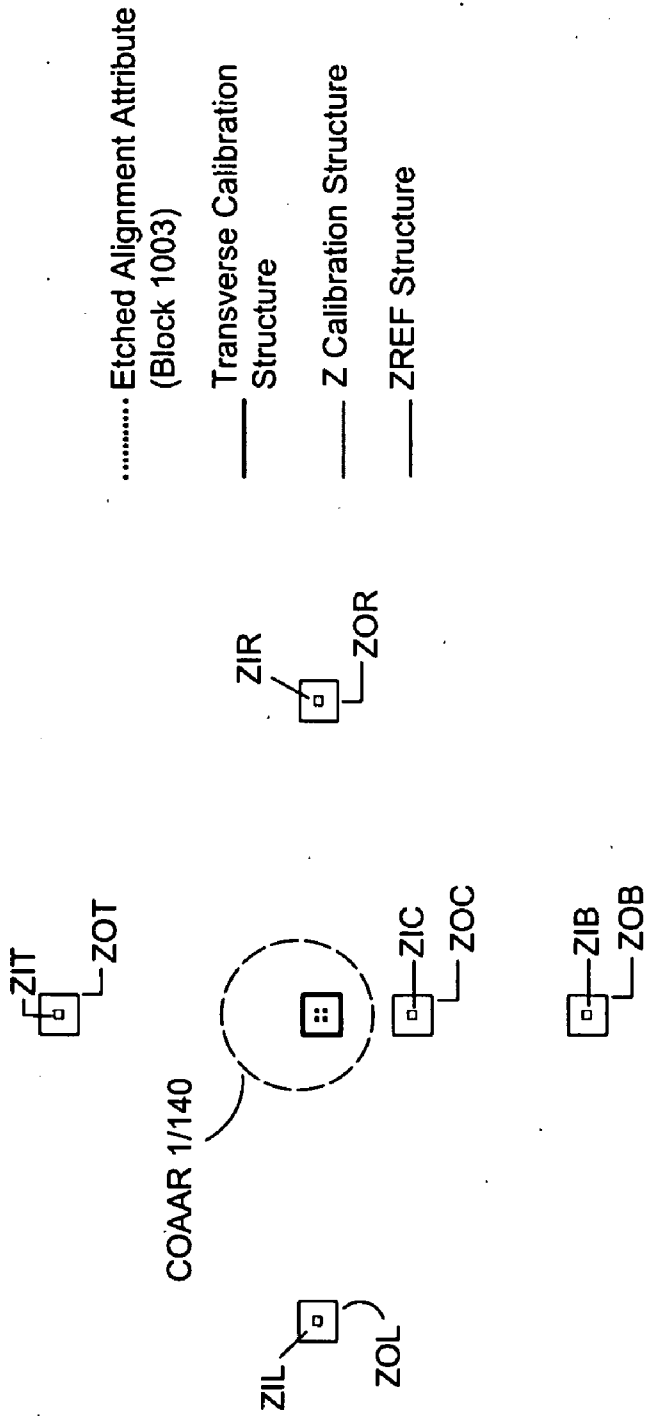 ZIT
ZOT
COAAR 1/140
ZIL
ZOL
ZIC
ZOC
ZIB
ZOB
ZIR
ZOR
Etched Alignment Attribute
(Block 1003)
Transverse Calibration
Structure
Z Calibration Structure
ZREF Structure